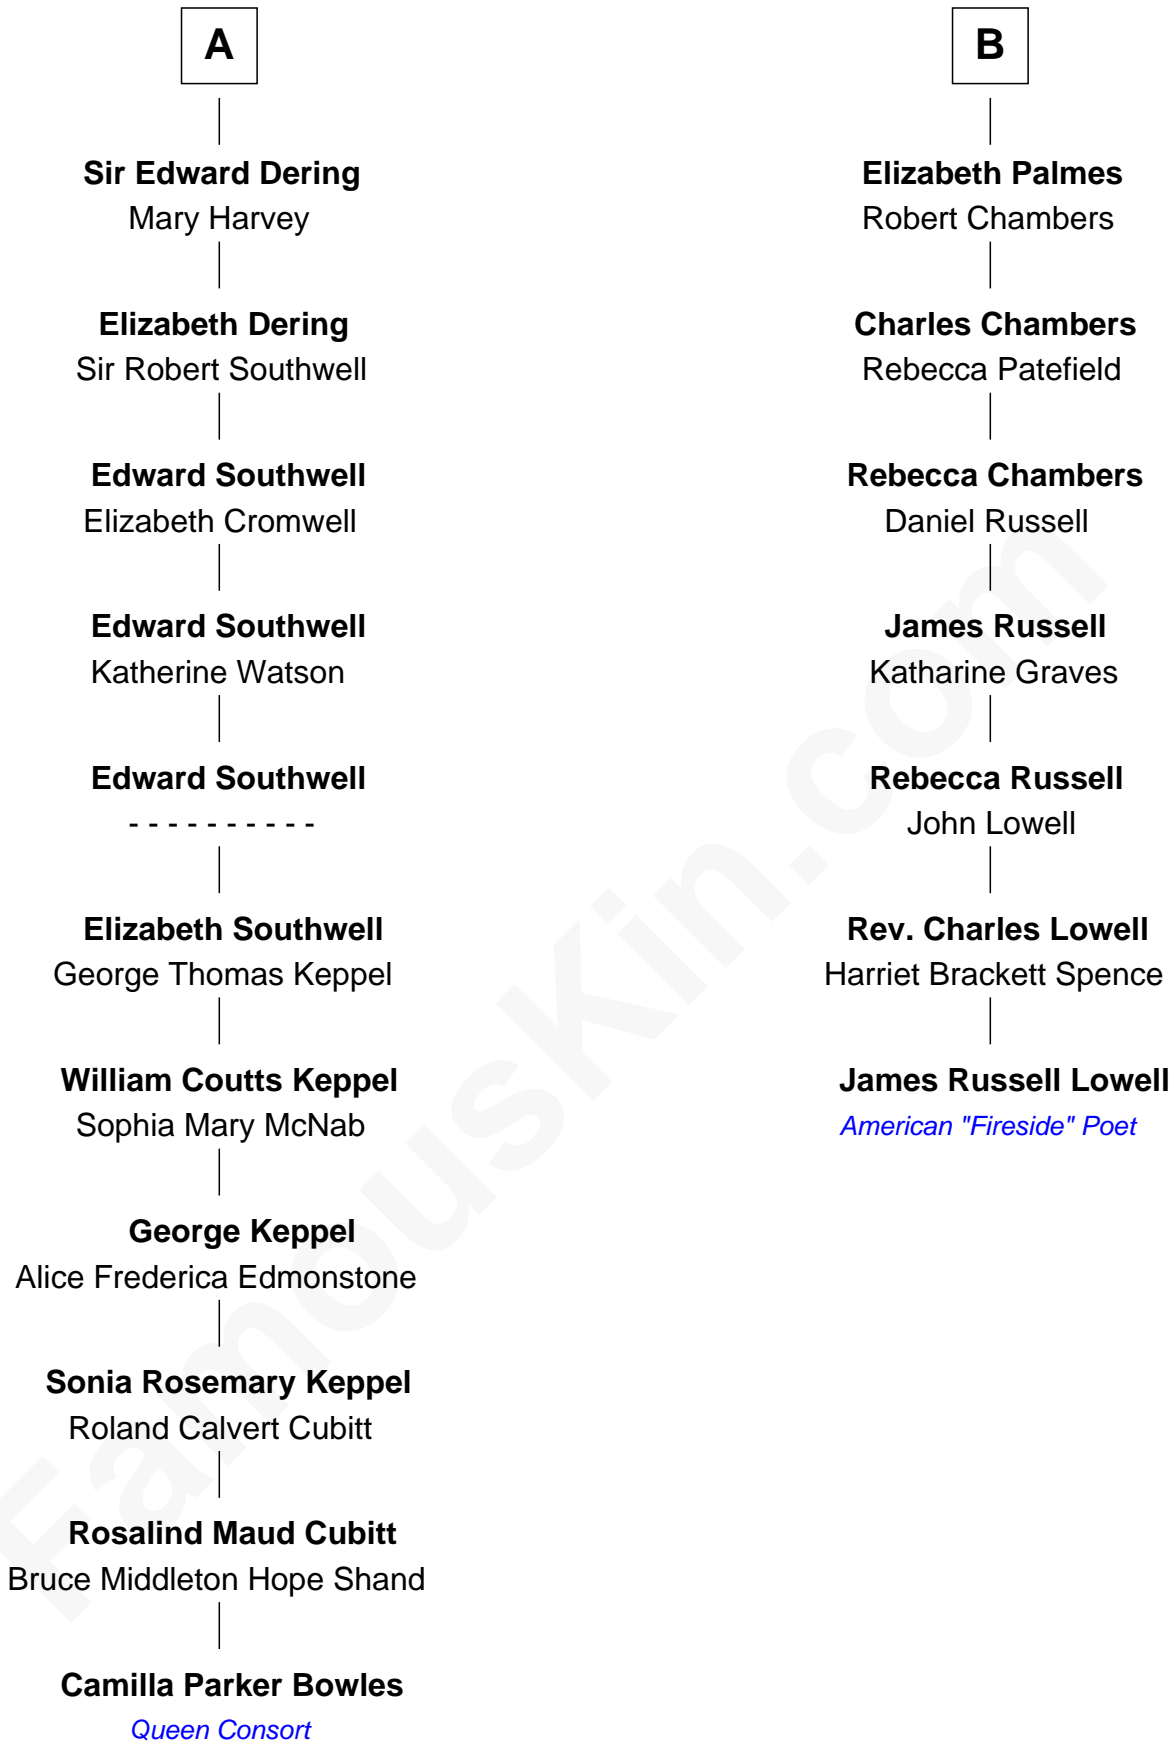 A
Sir Edward Dering
Mary Harvey
Elizabeth Dering
Sir Robert Southwell
Edward Southwell
Elizabeth Cromwell
Edward Southwell
Katherine Watson
Edward Southwell
- - - - - - - - - -
Elizabeth Southwell
George Thomas Keppel
William Coutts Keppel
Sophia Mary McNab
George Keppel
Alice Frederica Edmonstone
Sonia Rosemary Keppel
Roland Calvert Cubitt
Rosalind Maud Cubitt
Bruce Middleton Hope Shand
Camilla Parker Bowles
Queen Consort
B
Elizabeth Palmes
Robert Chambers
Charles Chambers
Rebecca Patefield
Rebecca Chambers
Daniel Russell
James Russell
Katharine Graves
Rebecca Russell
John Lowell
Rev. Charles Lowell
Harriet Brackett Spence
James Russell Lowell
American "Fireside" Poet
FamousKin.com